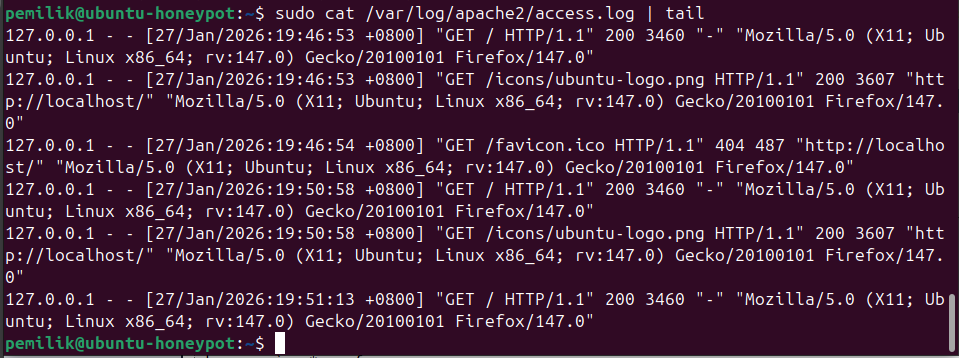 pemilik@ubuntu-honeypot:~$ sudo cat /var/log/apache2/access.log | tail
127.0.0.1 - - [27/Jan/2026:19:46:53 +0800] "GET / HTTP/1.1" 200 3460 "-" "Mozilla/5.0 (X11; Ub
untu; Linux x86_64; rv:147.0) Gecko/20100101 Firefox/147.0"
127.0.0.1 - - [27/Jan/2026:19:46:53 +0800] "GET /icons/ubuntu-logo.png HTTP/1.1" 200 3607 "htt
p://localhost/" "Mozilla/5.0 (X11; Ubuntu; Linux x86_64; rv:147.0) Gecko/20100101 Firefox/147.
0"
127.0.0.1 - - [27/Jan/2026:19:46:54 +0800] "GET /favicon.ico HTTP/1.1" 404 487 "http://localho
st/" "Mozilla/5.0 (X11; Ubuntu; Linux x86_64; rv:147.0) Gecko/20100101 Firefox/147.0"
127.0.0.1 - - [27/Jan/2026:19:50:58 +0800] "GET / HTTP/1.1" 200 3460 "-" "Mozilla/5.0 (X11; Ub
untu; Linux x86_64; rv:147.0) Gecko/20100101 Firefox/147.0"
127.0.0.1 - - [27/Jan/2026:19:50:58 +0800] "GET /icons/ubuntu-logo.png HTTP/1.1" 200 3607 "htt
p://localhost/" "Mozilla/5.0 (X11; Ubuntu; Linux x86_64; rv:147.0) Gecko/20100101 Firefox/147.
0"
127.0.0.1 - - [27/Jan/2026:19:51:13 +0800] "GET / HTTP/1.1" 200 3460 "-" "Mozilla/5.0 (X11; Ub
untu; Linux x86_64; rv:147.0) Gecko/20100101 Firefox/147.0"
pemilik@ubuntu-honeypot:~$